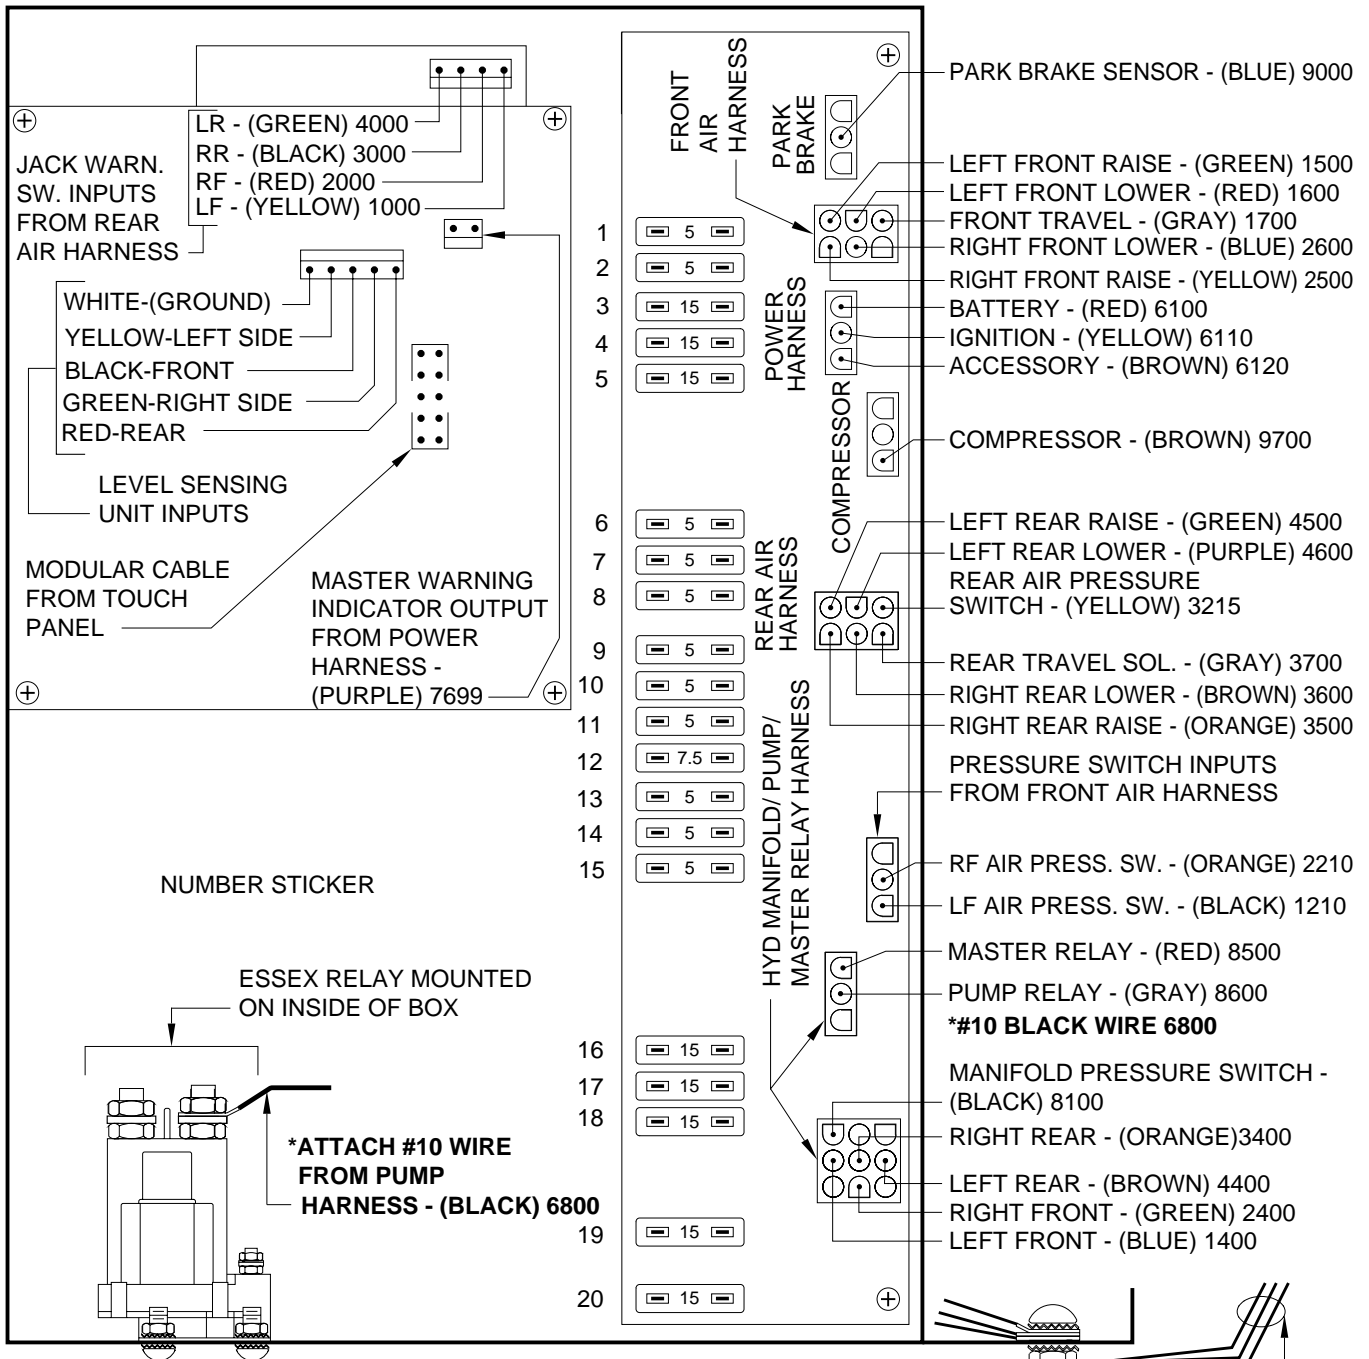 LR - (GREEN) 4000
RR - (BLACK) 3000
RF - (RED) 2000
LF - (YELLOW) 1000
JACK WARN.
SW. INPUTS
FROM REAR
AIR HARNESS
WHITE-(GROUND)
YELLOW-LEFT SIDE
BLACK-FRONT
GREEN-RIGHT SIDE
RED-REAR
LEVEL SENSING
UNIT INPUTS
MODULAR CABLE
FROM TOUCH
PANEL
MASTER WARNING
INDICATOR OUTPUT
FROM POWER
HARNESS -
(PURPLE) 7699
NUMBER STICKER
ESSEX RELAY MOUNTED
ON INSIDE OF BOX
*ATTACH #10 WIRE
FROM PUMP
HARNESS - (BLACK) 6800
1 5
2 5
3 15
4 15
5 15
6 5
7 5
8 5
9 5
10 5
11 5
12 7.5
13 5
14 5
15 5
16 15
17 15
18 15
19 15
20 15
FRONT
AIR
HARNESS
PARK
BRAKE
POWER
HARNESS
COMPRESSOR
REAR AIR
HARNESS
HYD MANIFOLD/ PUMP/
MASTER RELAY HARNESS
PARK BRAKE SENSOR - (BLUE) 9000
LEFT FRONT RAISE - (GREEN) 1500
LEFT FRONT LOWER - (RED) 1600
FRONT TRAVEL - (GRAY) 1700
RIGHT FRONT LOWER - (BLUE) 2600
RIGHT FRONT RAISE - (YELLOW) 2500
BATTERY - (RED) 6100
IGNITION - (YELLOW) 6110
ACCESSORY - (BROWN) 6120
COMPRESSOR - (BROWN) 9700
LEFT REAR RAISE - (GREEN) 4500
LEFT REAR LOWER - (PURPLE) 4600
REAR AIR PRESSURE
SWITCH - (YELLOW) 3215
REAR TRAVEL SOL. - (GRAY) 3700
RIGHT REAR LOWER - (BROWN) 3600
RIGHT REAR RAISE - (ORANGE) 3500
PRESSURE SWITCH INPUTS
FROM FRONT AIR HARNESS
RF AIR PRESS. SW. - (ORANGE) 2210
LF AIR PRESS. SW. - (BLACK) 1210
MASTER RELAY - (RED) 8500
PUMP RELAY - (GRAY) 8600
*#10 BLACK WIRE 6800
MANIFOLD PRESSURE SWITCH -
(BLACK) 8100
RIGHT REAR - (ORANGE)3400
LEFT REAR - (BROWN) 4400
RIGHT FRONT - (GREEN) 2400
LEFT FRONT - (BLUE) 1400